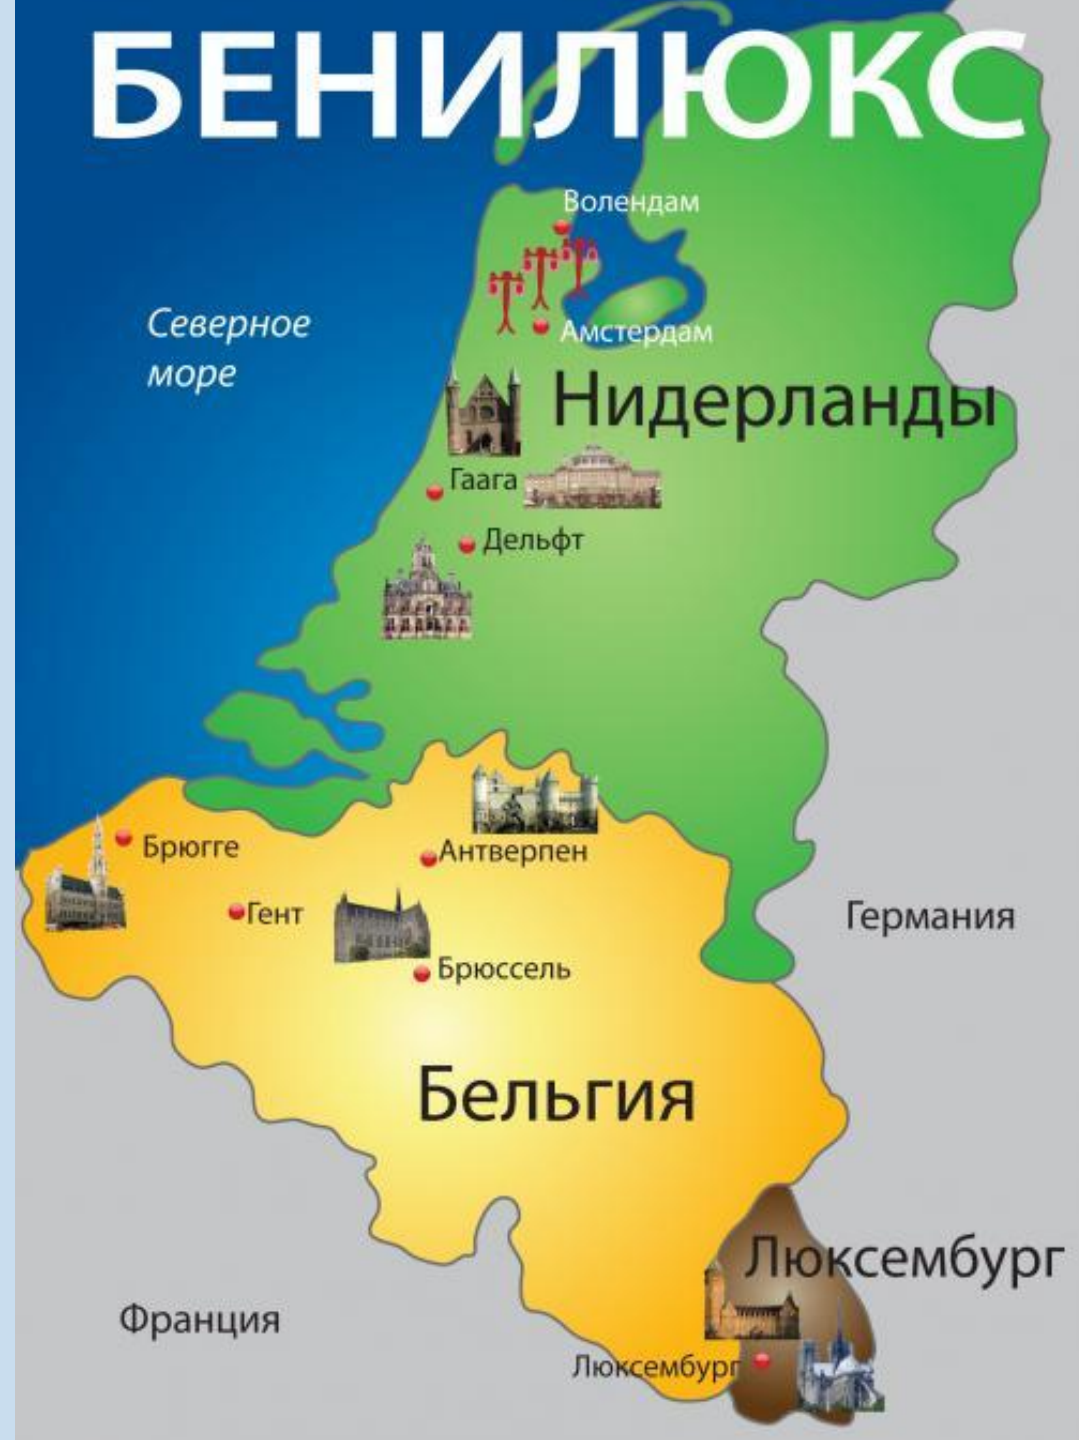 БЕНИЛЮКС
Волендам
Северное
море
Амстердам
Нидерланды
Гаага
Дельфт
Брюгге
Антверпен
Гент
Германия
Брюссель
Бельгия
Люксембург
Франция
Люксембург